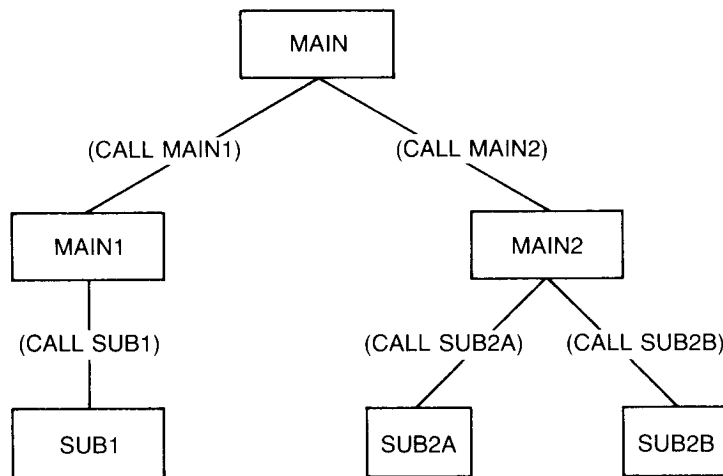 MAIN
(CALL MAIN1)
(CALL MAIN2)
MAIN1
MAIN2
(CALL SUB1)
(CALL SUB2A)
(CALL SUB2B)
SUB1
SUB2A
SUB2B